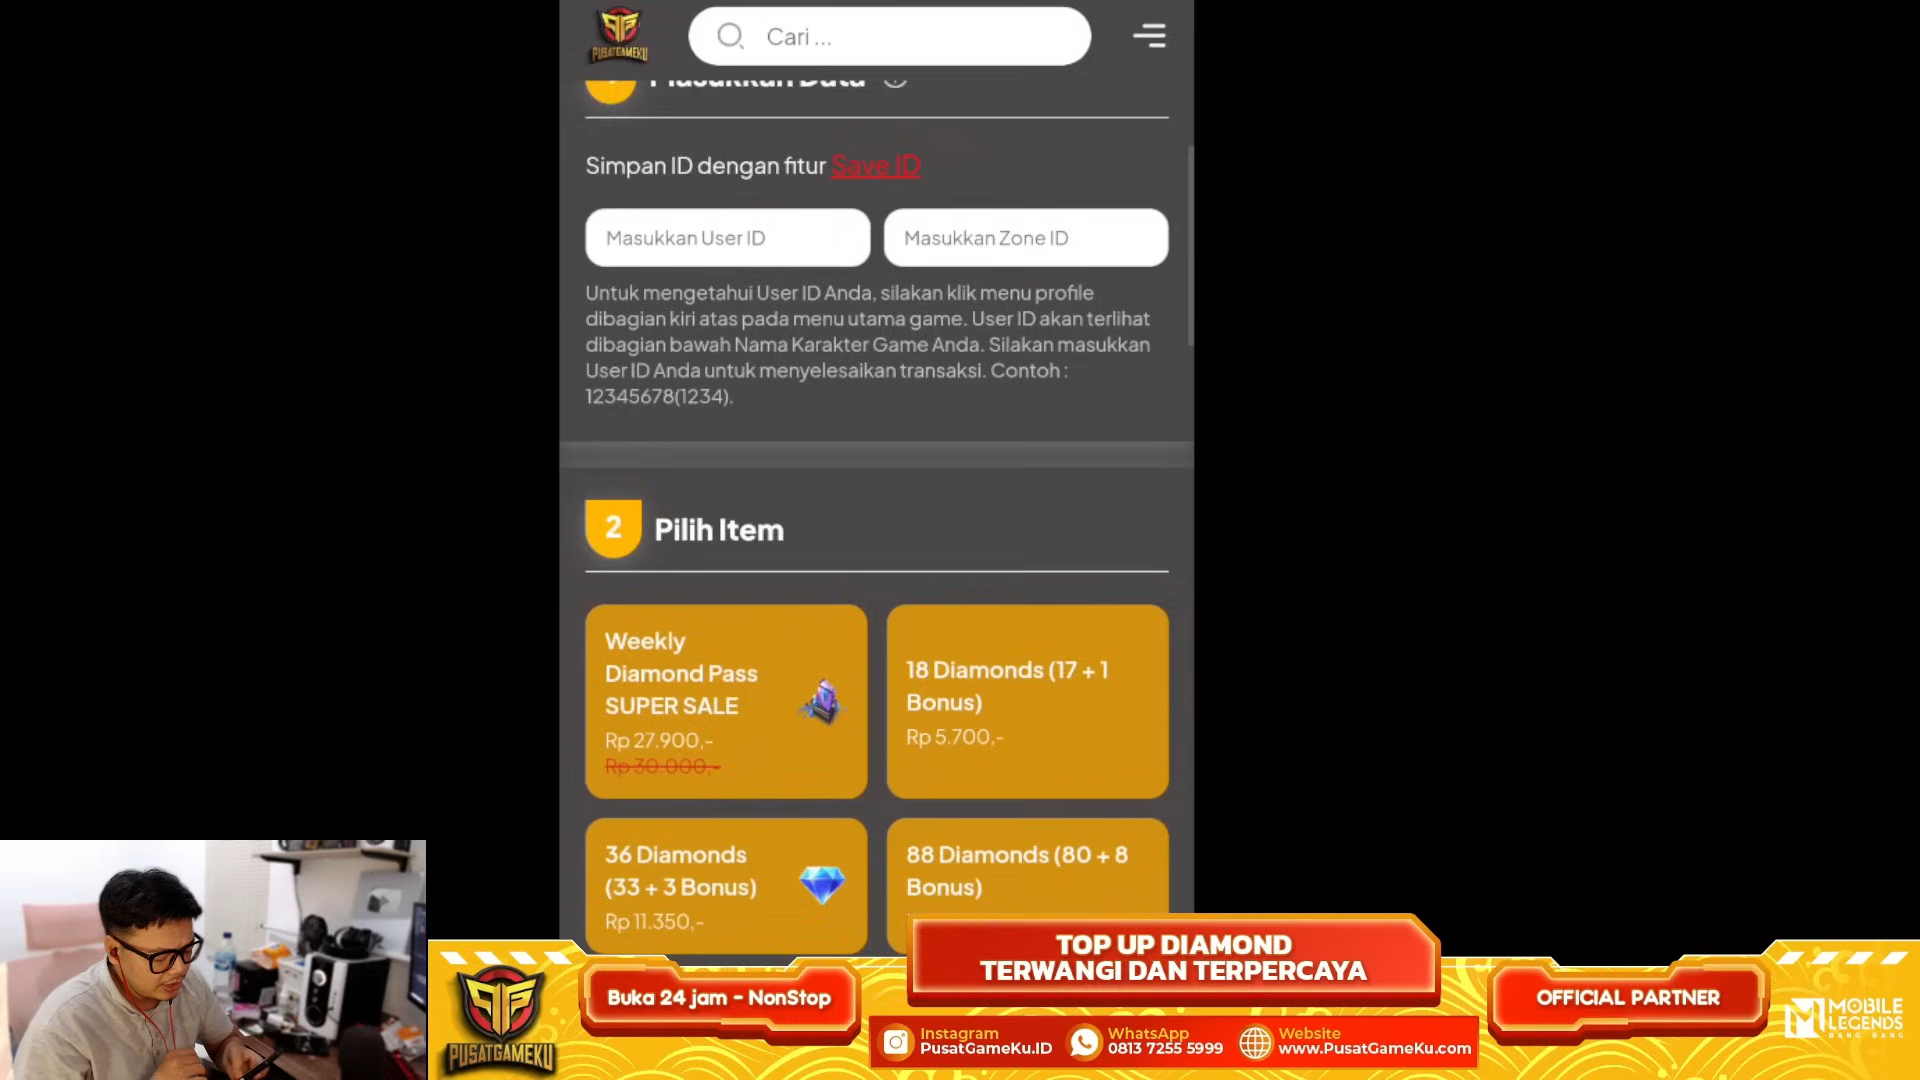 PUSATGAMEKU
Cari ...
Masukkan Data
Simpan ID dengan fitur Save ID
Masukkan User ID
Masukkan Zone ID
Untuk mengetahui User ID Anda, silakan klik menu profile
dibagian kiri atas pada menu utama game. User ID akan terlihat
dibagian bawah Nama Karakter Game Anda. Silakan masukkan
User ID Anda untuk menyelesaikan transaksi. Contoh :
12345678(1234).
2
Pilih Item
Weekly
Diamond Pass
SUPER SALE
Rp 27.900,-
Rp 30.000,-
18 Diamonds (17 + 1
Bonus)
Rp 5.700,-
36 Diamonds
(33 + 3 Bonus)
Rp 11.350,-
88 Diamonds (80 + 8
Bonus)
PUSATGAMEKU
Buka 24 jam - NonStop
TOP UP DIAMOND
TERWANGI DAN TERPERCAYA
Instagram
PusatGameKu.ID
WhatsApp
0813 7255 5999
Website
www.PusatGameKu.com
OFFICIAL PARTNER
MOBILE
LEGENDS
BANG BANG